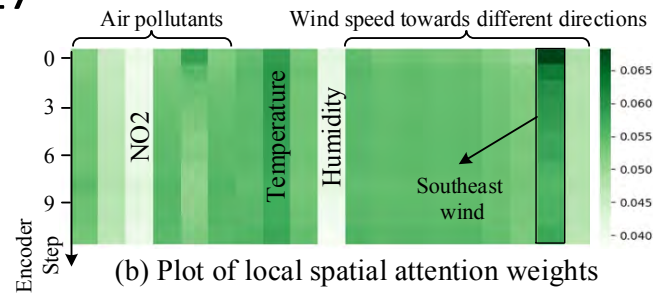 Air pollutants
Wind speed towards different directions
0
3
6
9
Encoder
Step
NO2
Temperature
Humidity
Southeast
wind
0.065
0.060
0.055
0.050
0.045
0.040
(b) Plot of local spatial attention weights